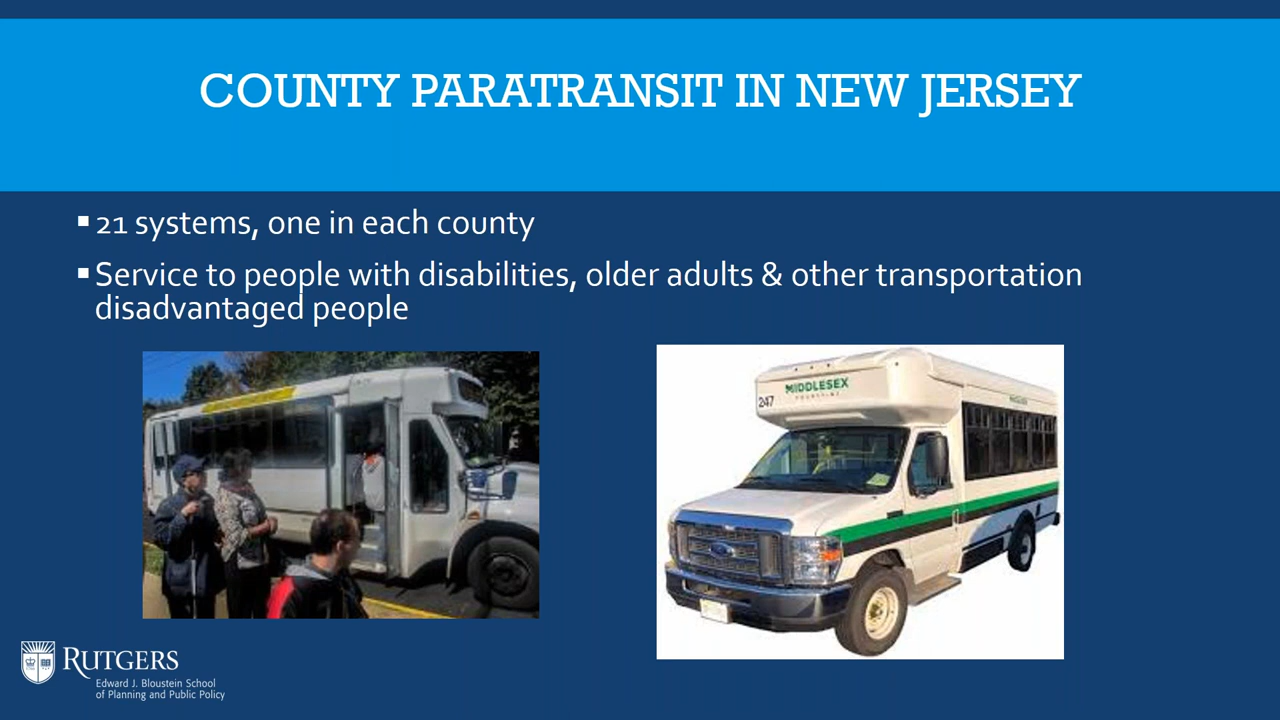 COUNTY PARATRANSIT IN NEW JERSEY
21 systems, one in each county
Service to people with disabilities, older adults & other transportation
disadvantaged people
MIDDLESEX
247
RUTGERS
Edward J. Bloustein School
of Planning and Public Policy